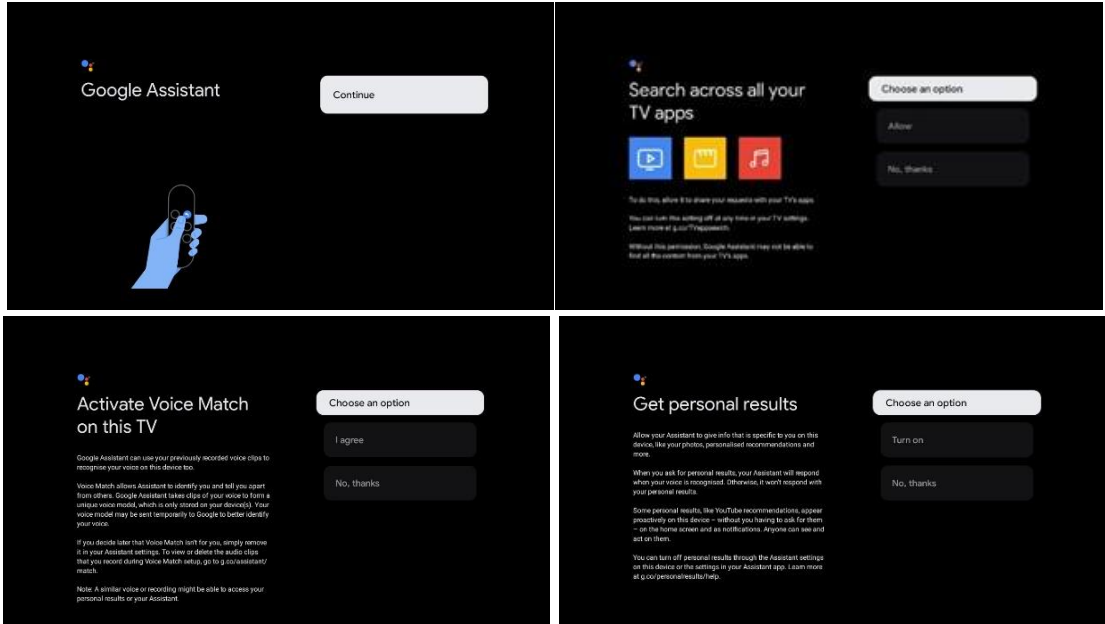 Google Assistant
Continue
Search across all your
TV apps
To do this, allow it to share your requests with your TV's apps.
You can turn this setting off at any time in your TV settings.
Learn more at g.co/TVappsearch.
Without this permission, Google Assistant may not be able to
find all the content from your TV's apps.
Choose an option
Allow
No, thanks
Activate Voice Match
on this TV
Google Assistant can use your previously recorded voice clips to
recognise your voice on this device too.
Voice Match allows Assistant to identify you and tell you apart
from others. Google Assistant takes clips of your voice to form a
unique voice model, which is only stored on your device(s). Your
voice model may be sent temporarily to Google to better identify
your voice.
If you decide later that Voice Match isn't for you, simply remove
it in your Assistant settings. To view or delete the audio clips
that you record during Voice Match setup, go to g.co/assistant/
match.
Note: A similar voice or recording might be able to access your
personal results or your Assistant.
Choose an option
I agree
No, thanks
Get personal results
Allow your Assistant to give info that is specific to you on this
device, like your photos, personalised recommendations and
more.
When you ask for personal results, your Assistant will respond
when your voice is recognised. Otherwise, it won't respond with
your personal results.
Some personal results, like YouTube recommendations, appear
proactively on this device – without you having to ask for them
– on the home screen and as notifications. Anyone can see and
act on them.
You can turn off personal results through the Assistant settings
on this device or the settings in your Assistant app. Learn more
at g.co/personalresults/help.
Choose an option
Turn on
No, thanks